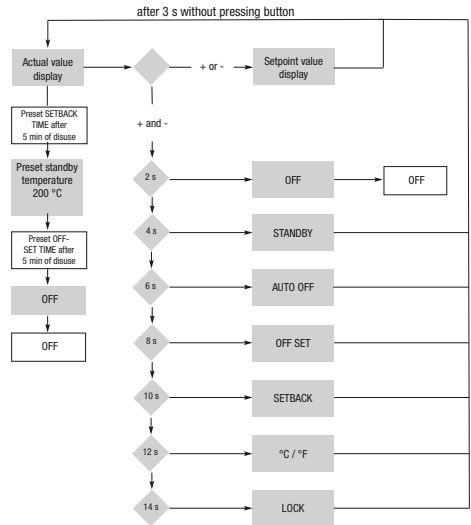 after 3 s without pressing button
Actual value
display
+ or -
Setpoint value
display
Preset SETBACK
TIME after
5 min of disuse
+ and -
Preset standby
temperature
200 °C
2 s
OFF
OFF
Preset OFF-
SET TIME after
5 min of disuse
4 s
STANDBY
OFF
6 s
AUTO OFF
OFF
8 s
OFF SET
10 s
SETBACK
12 s
°C / °F
14 s
LOCK